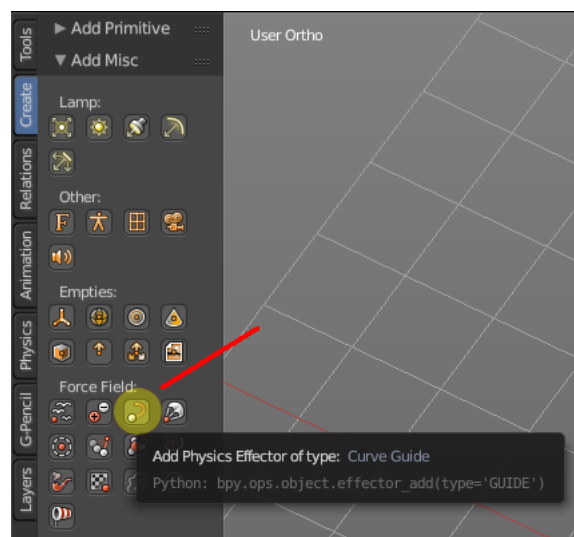 Tools
Create
Relations
Animation
Physics
G-Pencil
Layers
Add Primitive
Add Misc
Lamp:
Other:
F
Empties:
Force Field:
User Ortho
Add Physics Effector of type: Curve Guide
Python: bpy.ops.object.effector_add(type='GUIDE')